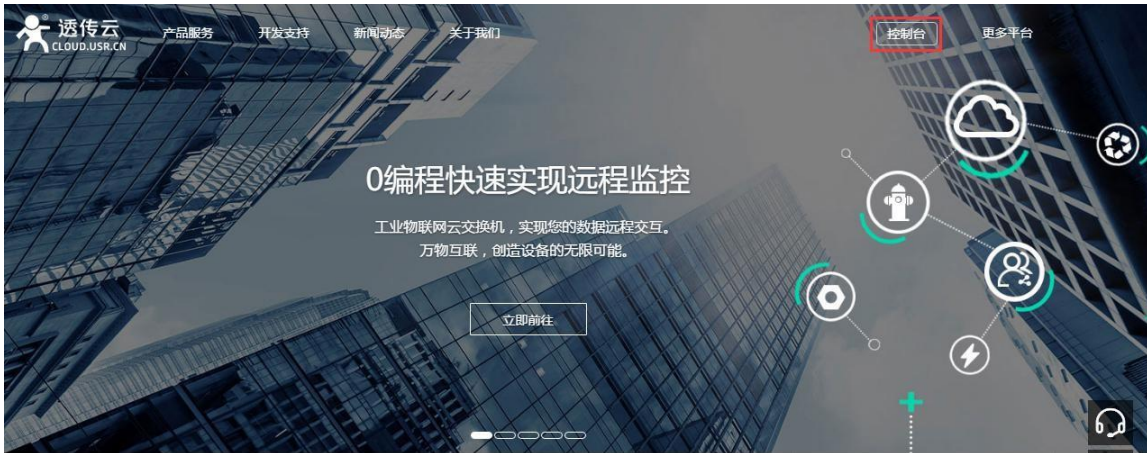 透传云
CLOUD.USR.CN
产品服务
开发支持
新闻动态
关于我们
控制台
更多平台
0编程快速实现远程监控
工业物联网云交换机，实现您的数据远程交互。
万物互联，创造设备的无限可能。
立即前往